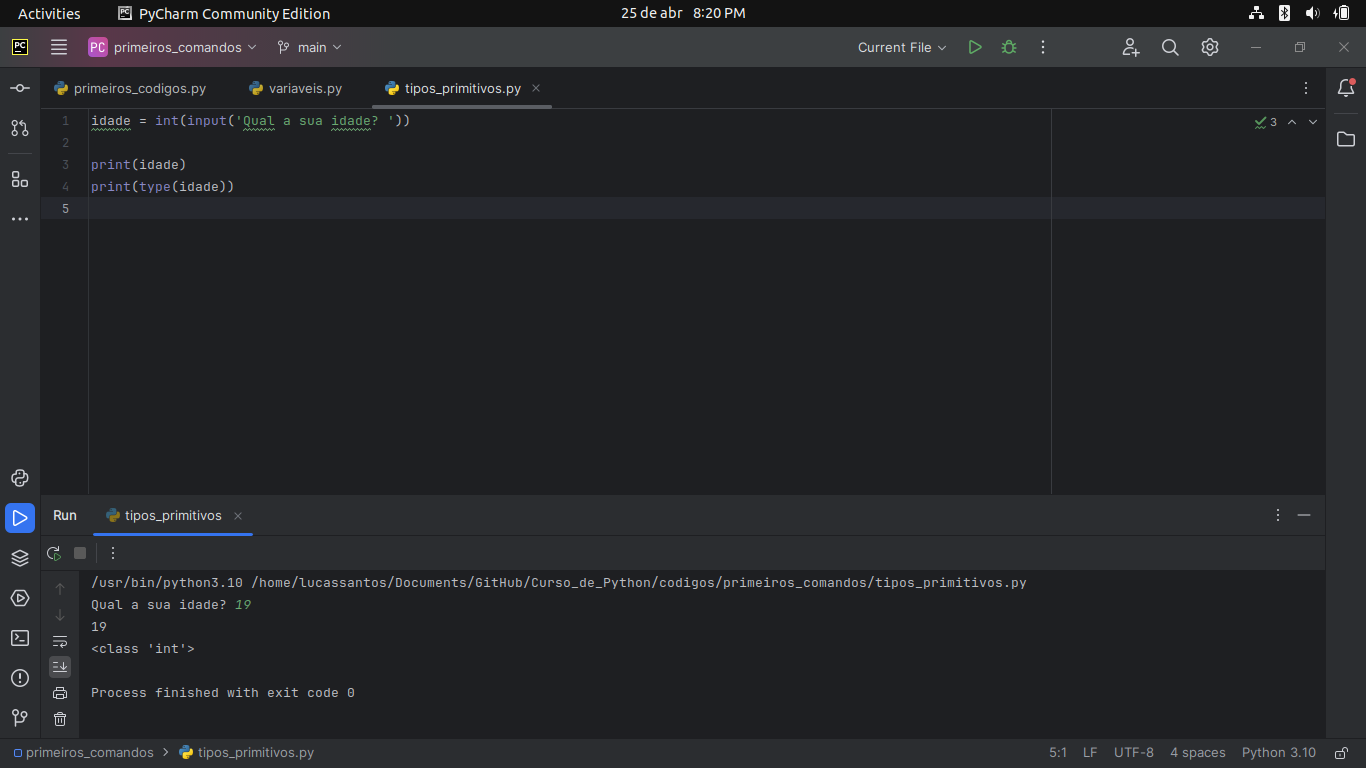 Activities PyCharm Community Edition 25 de abr 8:20 PM
PC PC primeiros_comandos main Current File
primeiros_codigos.py variaveis.py tipos_primitivos.py
1 idade = int(input('Qual a sua idade? ')) 3
2
3 print(idade)
4 print(type(idade))
5
Run tipos_primitivos
/usr/bin/python3.10 /home/lucassantos/Documents/GitHub/Curso_de_Python/codigos/primeiros_comandos/tipos_primitivos.py
Qual a sua idade? 19
19
<class 'int'>
Process finished with exit code 0
primeiros_comandos tipos_primitivos.py 5:1 LF UTF-8 4 spaces Python 3.10